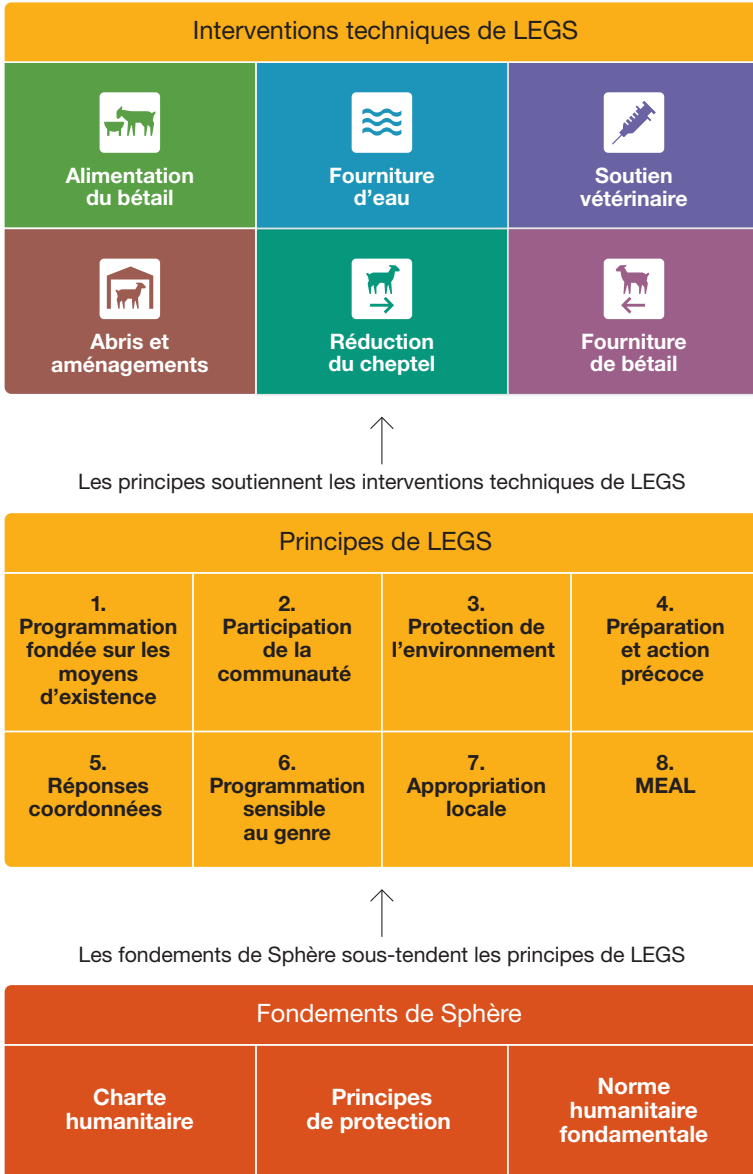 Interventions techniques de LEGS
Alimentation
du bétail
Fourniture
d'eau
Soutien
vétérinaire
Abris et
aménagements
Réduction
du cheptel
Fourniture
de bétail
Les principes soutiennent les interventions techniques de LEGS
Principes de LEGS
1.
Programmation
fondée sur les
moyens
d'existence
2.
Participation
de la
communauté
3.
Protection de
l'environnement
4.
Préparation
et action
précoce
5.
Réponses
coordonnées
6.
Programmation
sensible
au genre
7.
Appropriation
locale
8.
MEAL
Les fondements de Sphère sous-tendent les principes de LEGS
Fondements de Sphère
Charte
humanitaire
Principes
de protection
Norme
humanitaire
fondamentale